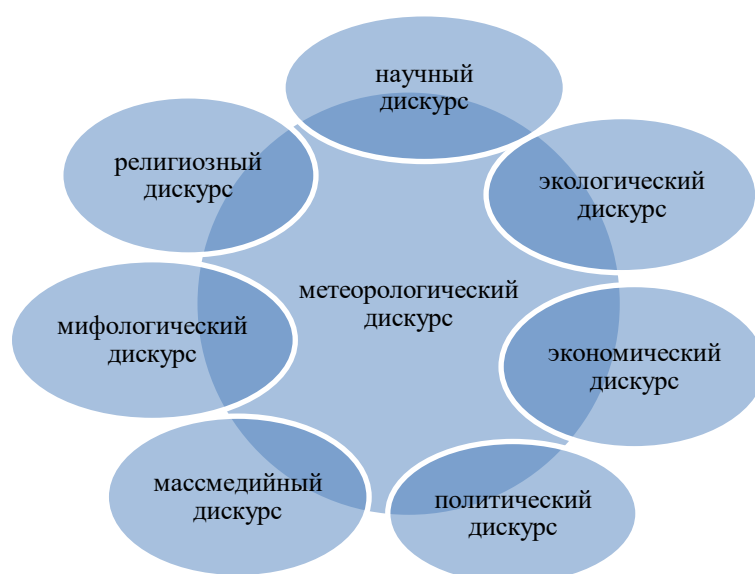 научный
дискурс
религиозный
дискурс
экологический
дискурс
метеорологический
дискурс
мифологический
дискурс
экономический
дискурс
массмедийный
дискурс
политический
дискурс